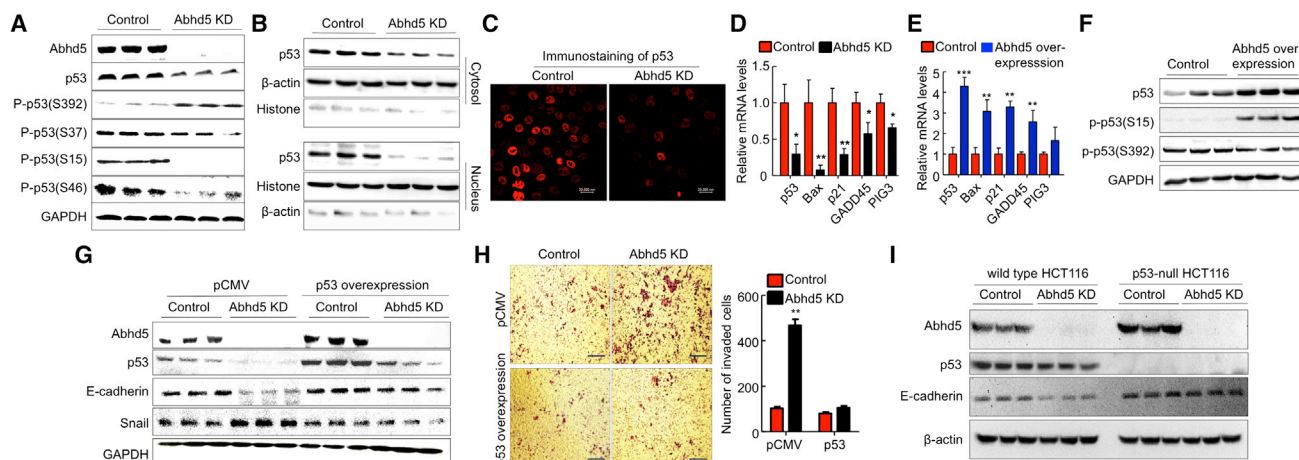 A
Control Abhd5 KD
Abhd5
p53
P-p53(S392)
P-p53(S37)
P-p53(S15)
P-p53(S46)
GAPDH
B
Control Abhd5 KD
p53
β-actin
Histone
Cytosol
p53
Histone
β-actin
Nucleus
C
Immunostaining of p53
Control Abhd5 KD
D
Control
Abhd5 KD
Relative mRNA levels
1.5
1.0
0.5
0
* ** * * *
p53 Bax p21 GADD45 PIG3
E
Control
Abhd5 over-
expresssion
Relative mRNA levels
5
4
3
2
1
0
*** ** ** **
p53 Bax p21 GADD45 PIG3
F
Abhd5 over-
Control expression
p53
p-p53(S15)
p-p53(S392)
GAPDH
G
pCMV p53 overexpression
Control Abhd5 KD Control Abhd5 KD
Abhd5
p53
E-cadherin
Snail
GAPDH
H
Control Abhd5 KD
pCMV
53 overexpression
Control
Abhd5 KD
Number of invaded cells
600
400
200
0
**
pCMV p53
I
wild type HCT116 p53-null HCT116
Control Abhd5 KD Control Abhd5 KD
Abhd5
p53
E-cadherin
β-actin